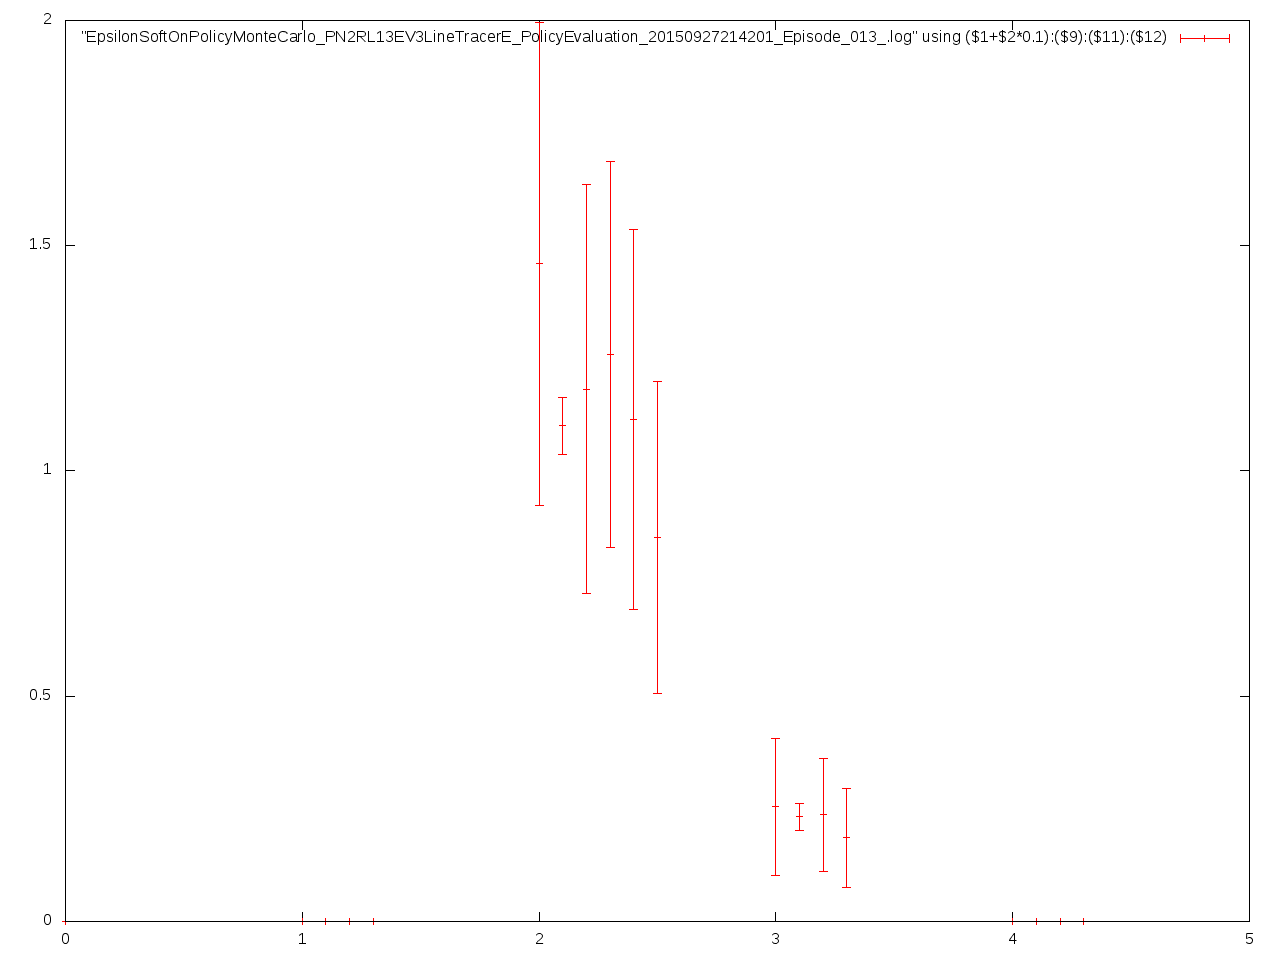 2
"EpsilonSoftOnPolicyMonteCarlo_PN2RL13EV3LineTracerE_PolicyEvaluation_20150927214201_Episode_013_.log" using ($1+$2*0.1):($9):($11):($12)
1.5
1
0.5
0
0 1 2 3 4 5